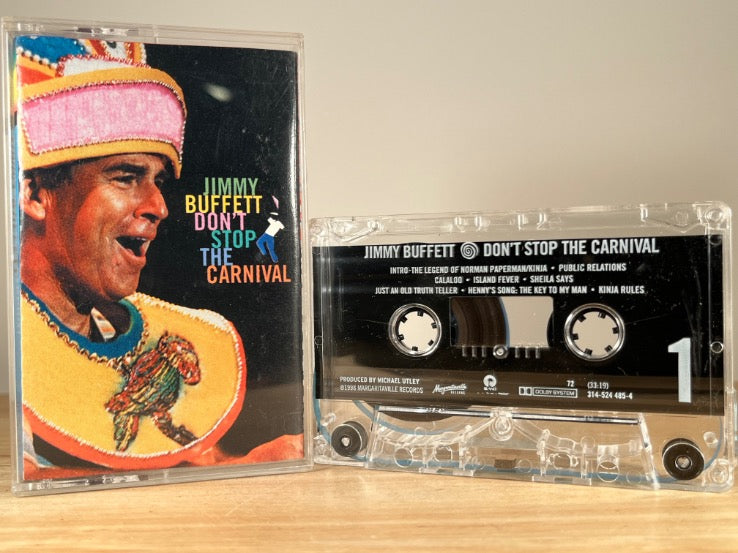 JIMMY
BUFFETT
DON'T
STOP
THE
CARNIVAL
JIMMY BUFFETT DON'T STOP THE CARNIVAL
INTRO-THE LEGEND OF NORMAN PAPERMAN/KINJA • PUBLIC RELATIONS
CALALOO • ISLAND FEVER • SHEILA SAYS
JUST AN OLD TRUTH TELLER • HENNY'S SONG: THE KEY TO MY MAN • KINJA RULES
1
PRODUCED BY MICHAEL UTLEY
℗1998 MARGARITAVILLE RECORDS
Margaritaville
RECORDS
DOLBY SYSTEM
72 (33:19)
314-524 485-4